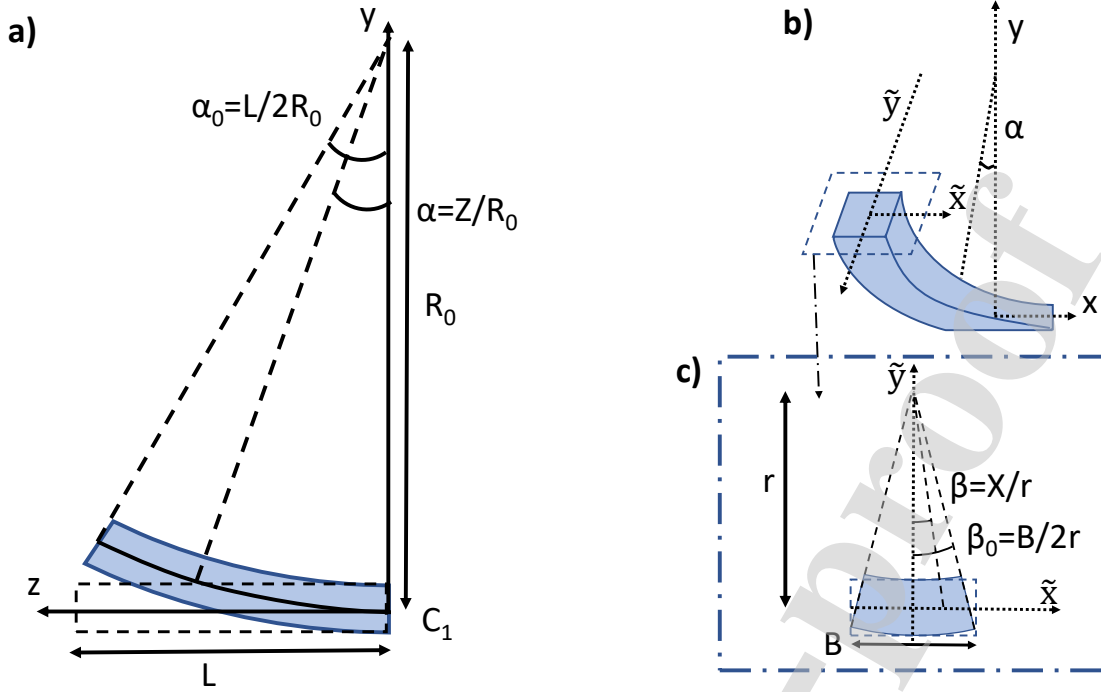 a)
y
α₀=L/2R₀
α=Z/R₀
R₀
z
C₁
L
b)
y
ỹ
α
x̃
x
c)
ỹ
r
β=X/r
β₀=B/2r
x̃
B
-proof